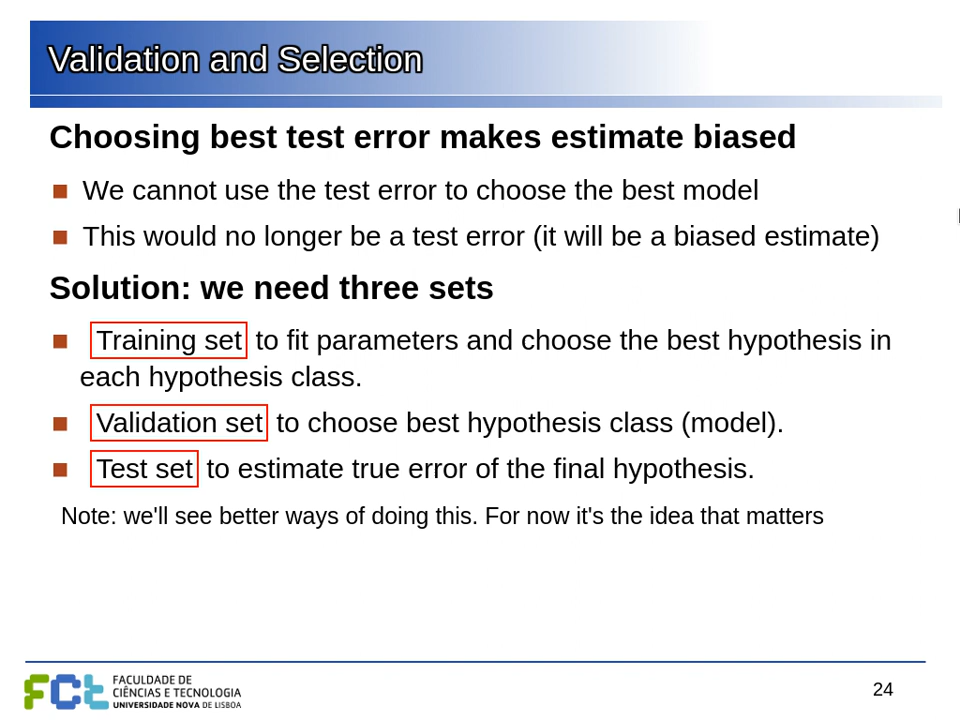 Validation and Selection
Choosing best test error makes estimate biased
We cannot use the test error to choose the best model
This would no longer be a test error (it will be a biased estimate)
Solution: we need three sets
Training set to fit parameters and choose the best hypothesis in
each hypothesis class.
Validation set to choose best hypothesis class (model).
Test set to estimate true error of the final hypothesis.
Note: we'll see better ways of doing this. For now it's the idea that matters
FCt
FACULDADE DE
CIÊNCIAS E TECNOLOGIA
UNIVERSIDADE NOVA DE LISBOA
24